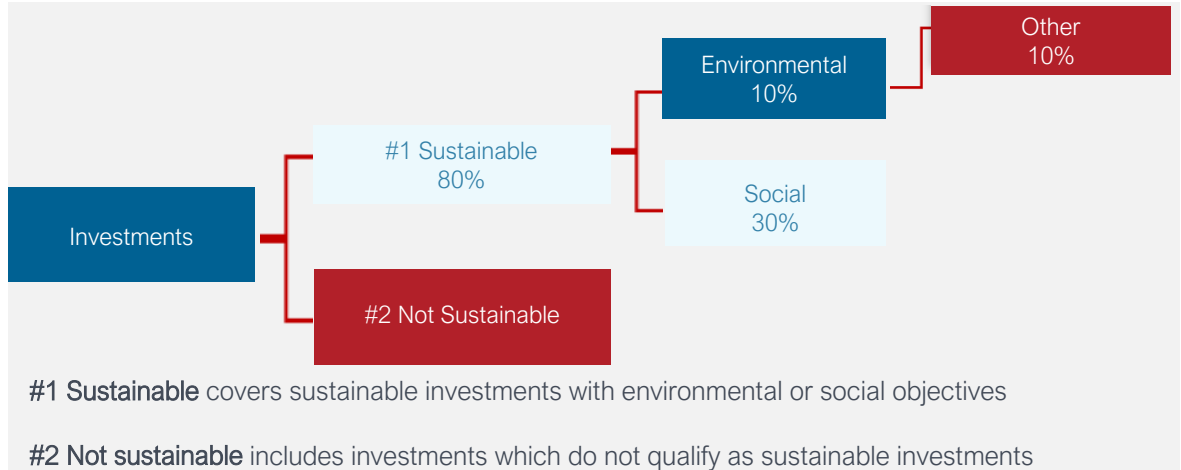 Other
10%
Environmental
10%
#1 Sustainable
80%
Social
30%
Investments
#2 Not Sustainable
#1 Sustainable covers sustainable investments with environmental or social objectives
#2 Not sustainable includes investments which do not qualify as sustainable investments